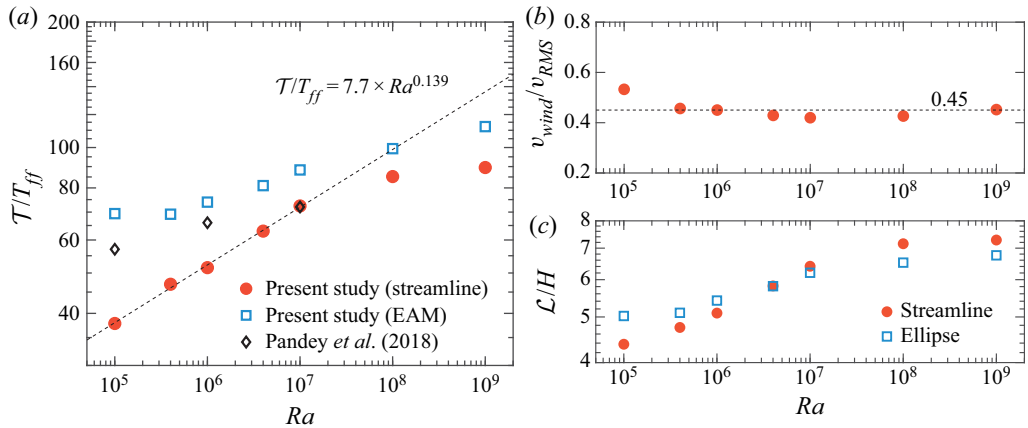 (a)
200
160
100
80
60
40
𝒯/T_ff
𝒯/T_ff = 7.7 × Ra^0.139
Present study (streamline)
Present study (EAM)
Pandey et al. (2018)
10^5 10^6 10^7 10^8 10^9
Ra
(b)
0.8
0.6
0.4
0.2
v_wind/v_RMS
0.45
10^5 10^6 10^7 10^8 10^9
(c)
8
7
6
5
4
ℒ/H
Streamline
Ellipse
10^5 10^6 10^7 10^8 10^9
Ra